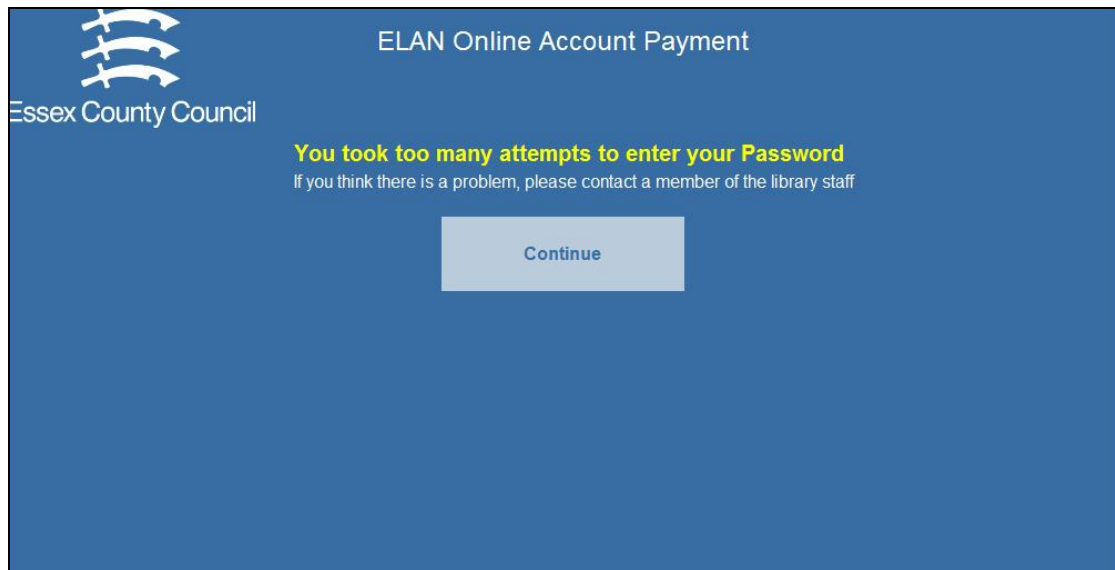 ELAN Online Account Payment
Essex County Council
You took too many attempts to enter your Password
If you think there is a problem, please contact a member of the library staff
Continue